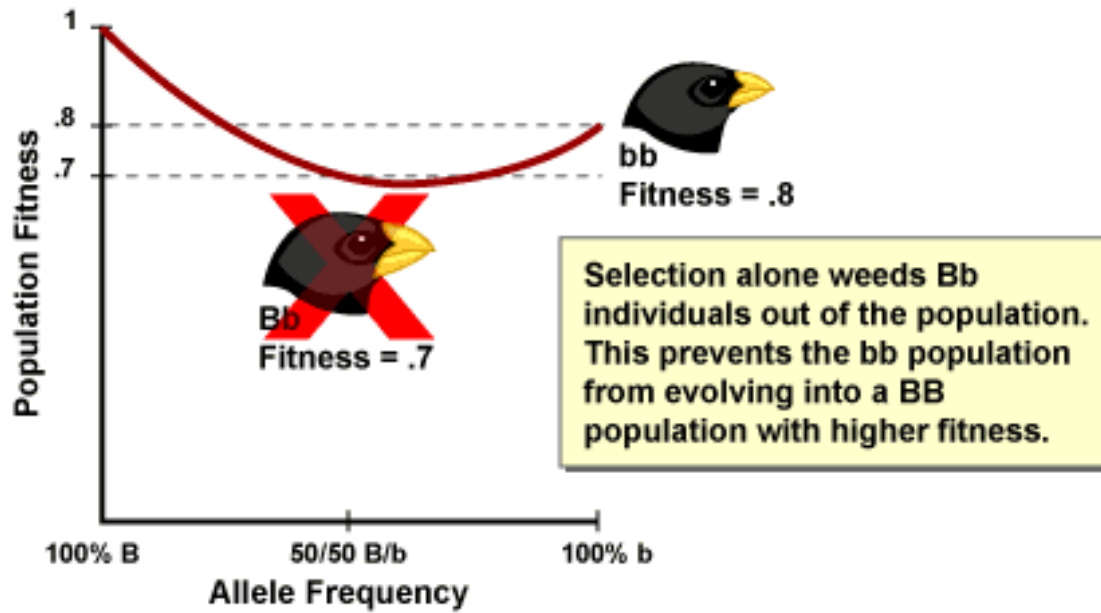 1
.8
.7
Population Fitness
bb
Fitness = .8
Bb
Fitness = .7
Selection alone weeds Bb
individuals out of the population.
This prevents the bb population
from evolving into a BB
population with higher fitness.
100% B
50/50 B/b
100% b
Allele Frequency